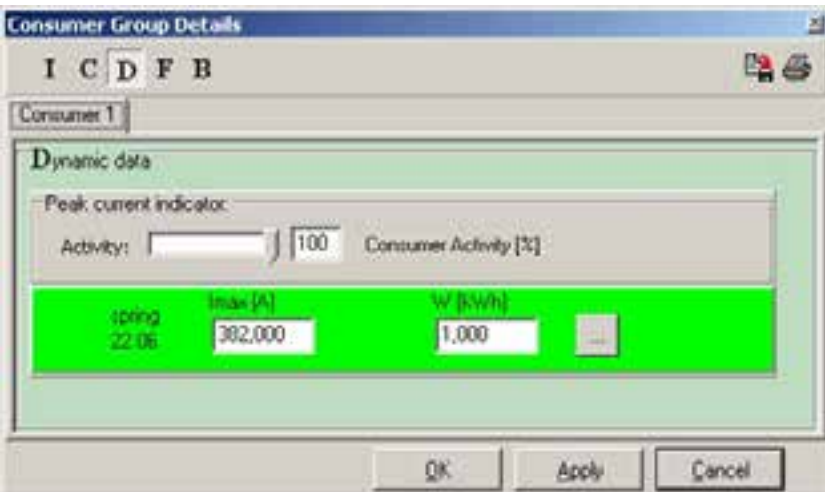 Consumer Group Details
I C D F B
Consumer 1
Dynamic data
Peak current indicator
Activity: 100 Consumer Activity [%]
Imax [A] W [kWh]
spring
22.06 382,000 1,000 ...
OK Apply Cancel